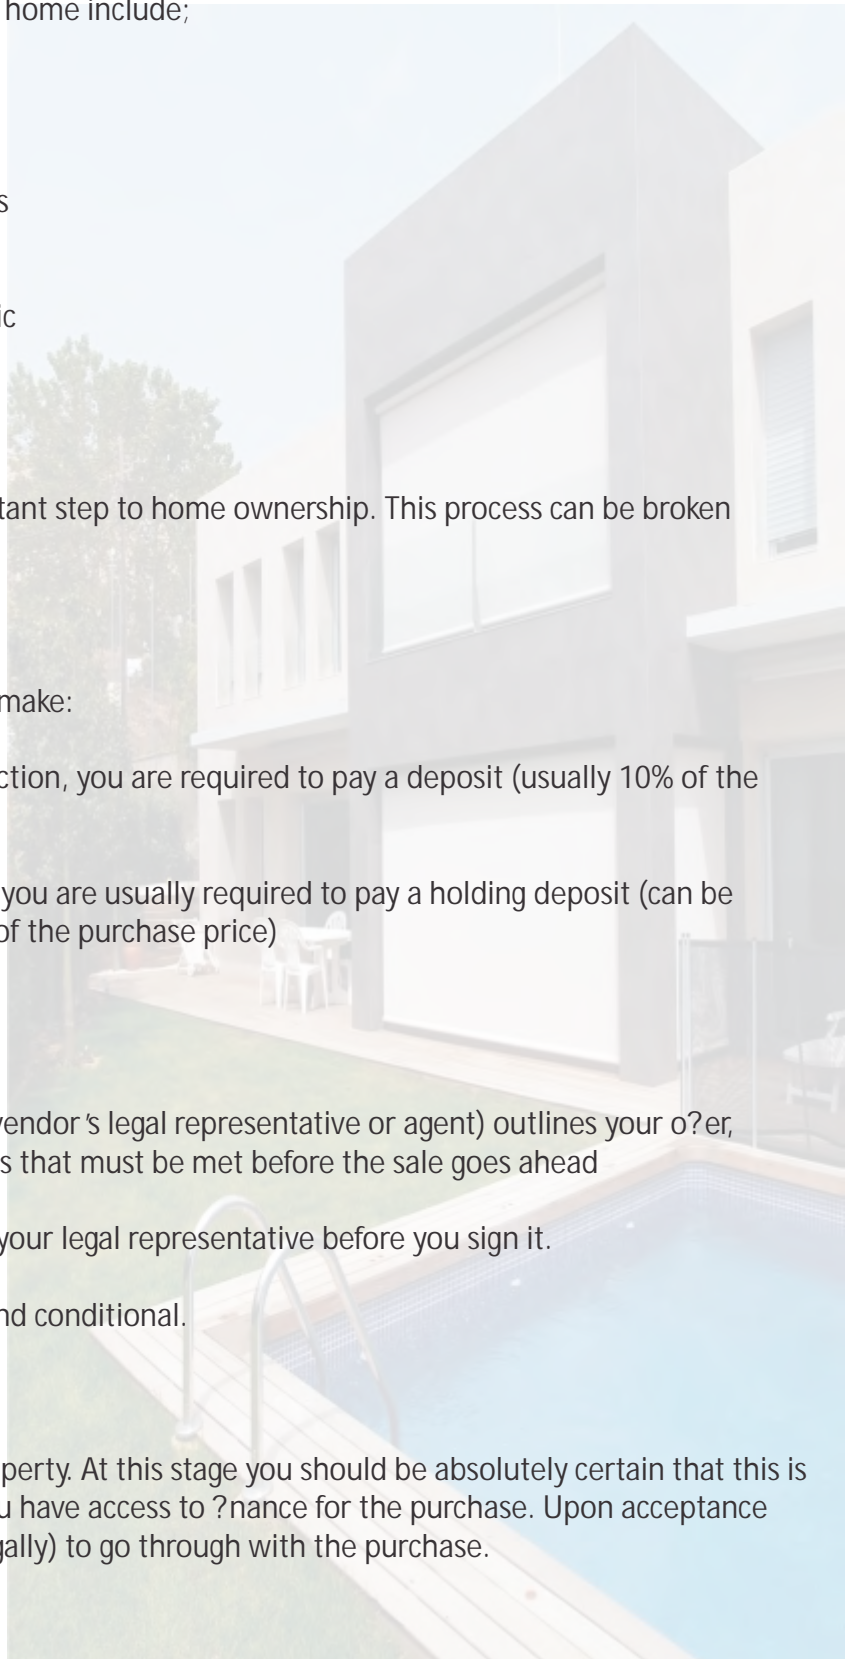 home include;
s
ic
tant step to home ownership. This process can be broken
make:
ction, you are required to pay a deposit (usually 10% of the
you are usually required to pay a holding deposit (can be
of the purchase price)
vendor's legal representative or agent) outlines your o?er,
s that must be met before the sale goes ahead
your legal representative before you sign it.
nd conditional.
perty. At this stage you should be absolutely certain that this is
u have access to ?nance for the purchase. Upon acceptance
gally) to go through with the purchase.